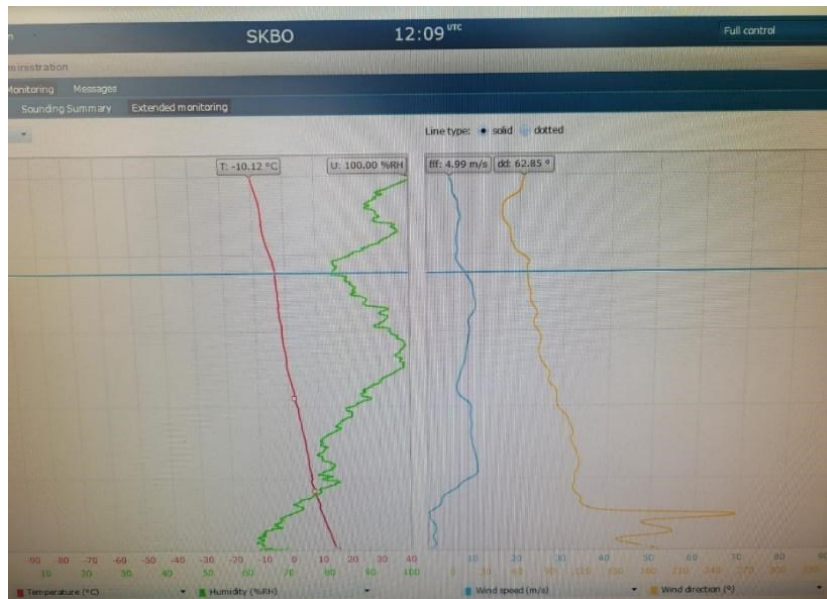 SKBO 12:09 UTC Full control
ministration
Monitoring Messages
Sounding Summary Extended monitoring
Line type: solid dotted
T: -10.12 °C U: 100.00 %RH fff: 4.99 m/s dd: 62.85 °
-90 -80 -70 -60 -50 -40 -30 -20 -10 0 10 20 30 40 10 20 30 40 50 60 70 80
10 20 30 40 50 60 70 80 90 100
Temperature (°C) Humidity (%RH) Wind speed (m/s) Wind direction (°)